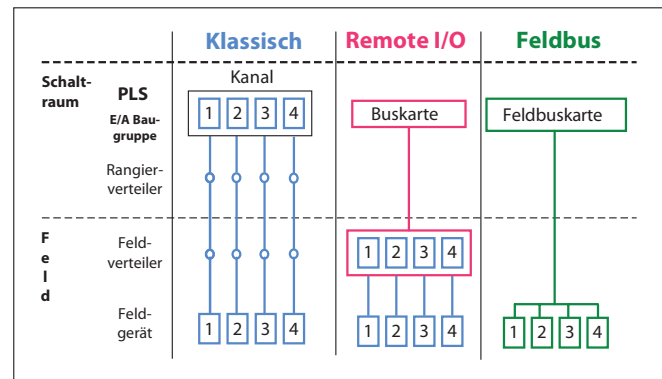 Klassisch Remote I/O Feldbus
Schalt-
raum
PLS
E/A Bau-
gruppe
Kanal
1 2 3 4
Buskarte
Feldbuskarte
Rangier-
verteiler
F
e
l
d
Feld-
verteiler
1 2 3 4
Feld-
gerät
1 2 3 4
1 2 3 4
1 2 3 4